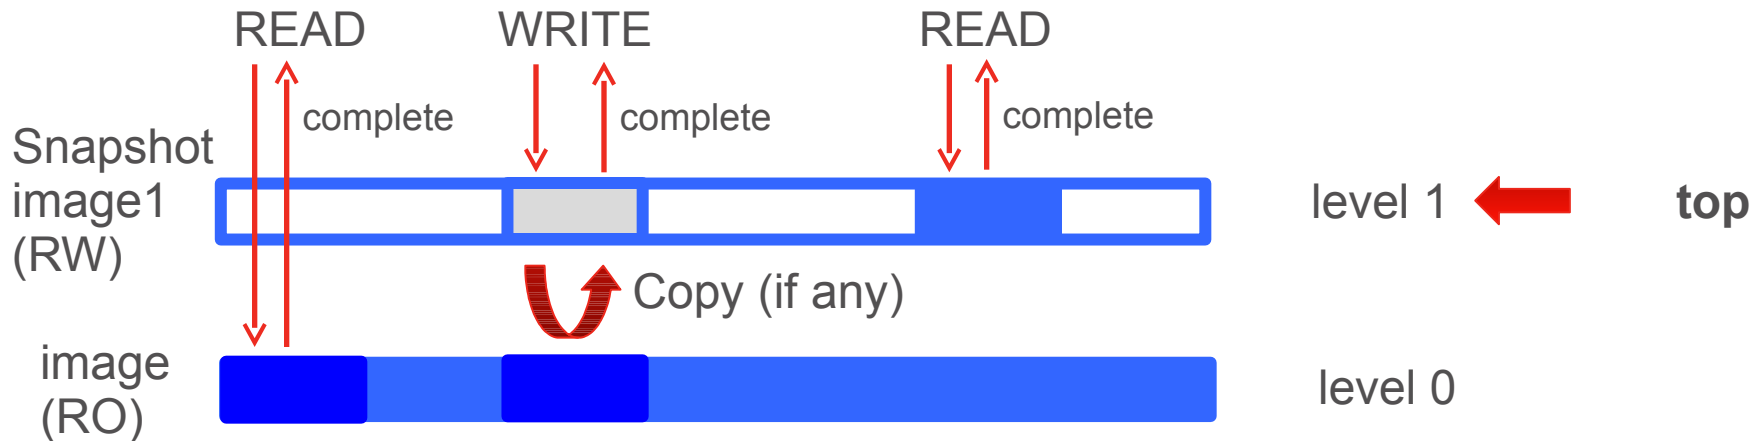 READ
WRITE
READ
complete
complete
complete
Snapshot
image1
(RW)
level 1
top
Copy (if any)
image
(RO)
level 0